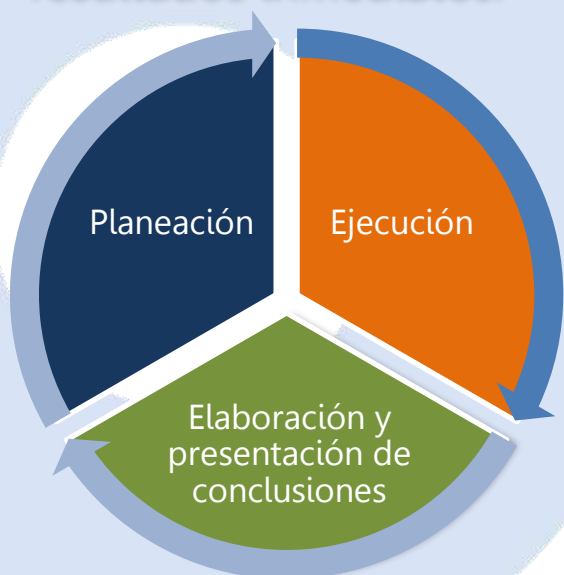 Planeación
Ejecución
Elaboración y
presentación de
conclusiones